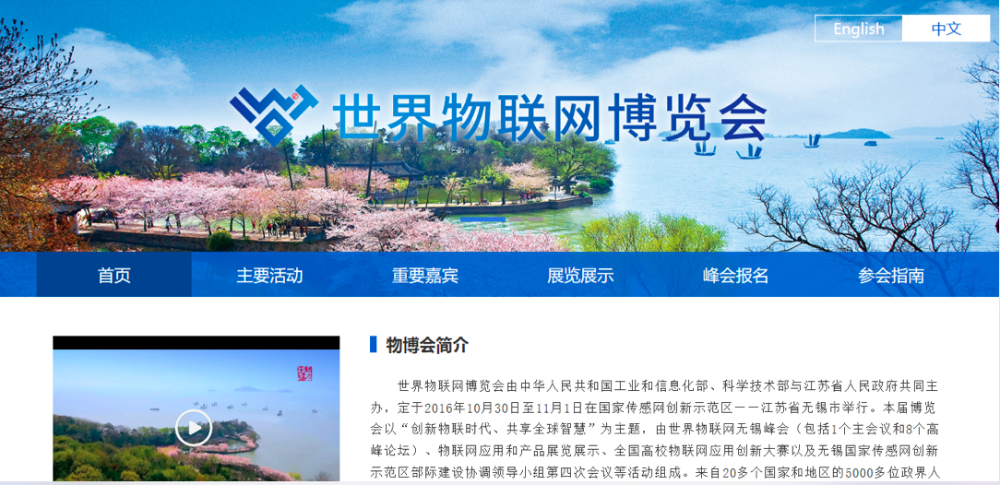 English
中文
世界物联网博览会
首页 主要活动 重要嘉宾 展览展示 峰会报名 参会指南
物博会简介
世界物联网博览会由中华人民共和国工业和信息化部、科学技术部与江苏省人民政府共同主
办，定于2016年10月30日至11月1日在国家传感网创新示范区——江苏省无锡市举行。本届博览
会以“创新物联时代、共享全球智慧”为主题，由世界物联网无锡峰会（包括1个主会议和8个高
峰论坛）、物联网应用和产品展览展示、全国高校物联网应用创新大赛以及无锡国家传感网创新
示范区部际建设协调领导小组第四次会议等活动组成。来自20多个国家和地区的5000多位政界人